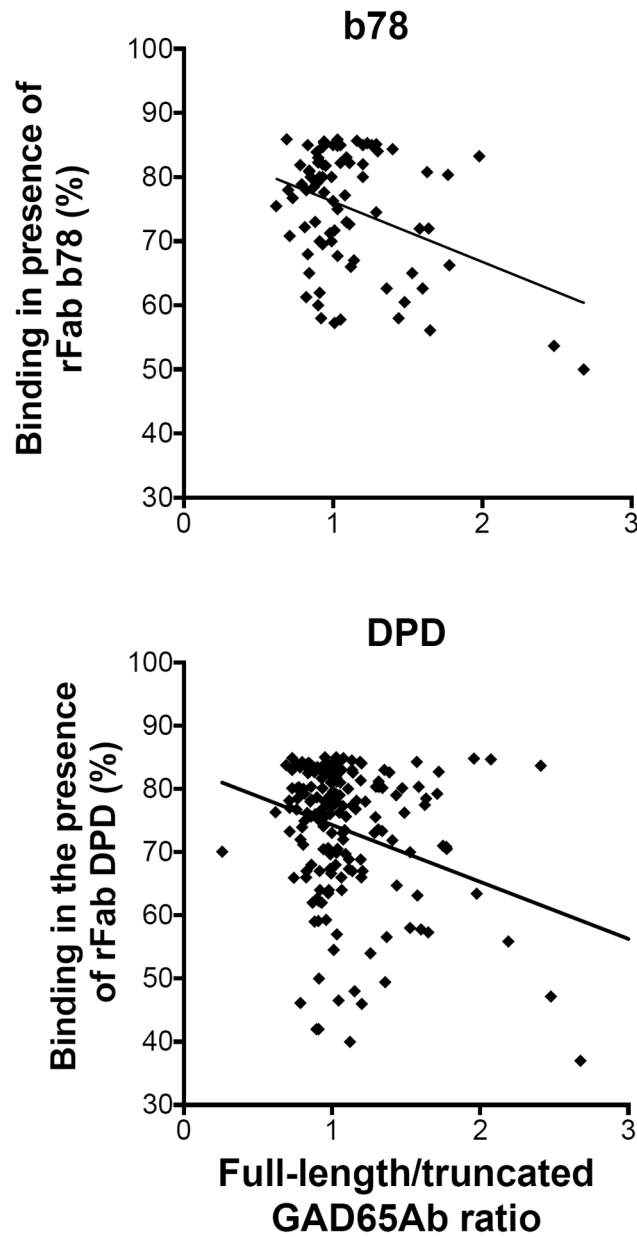 b78
Binding in presence of
rFab b78 (%)
100
90
80
70
60
50
40
30
0 1 2 3
DPD
Binding in the presence
of rFab DPD (%)
100
90
80
70
60
50
40
30
0 1 2 3
Full-length/truncated
GAD65Ab ratio